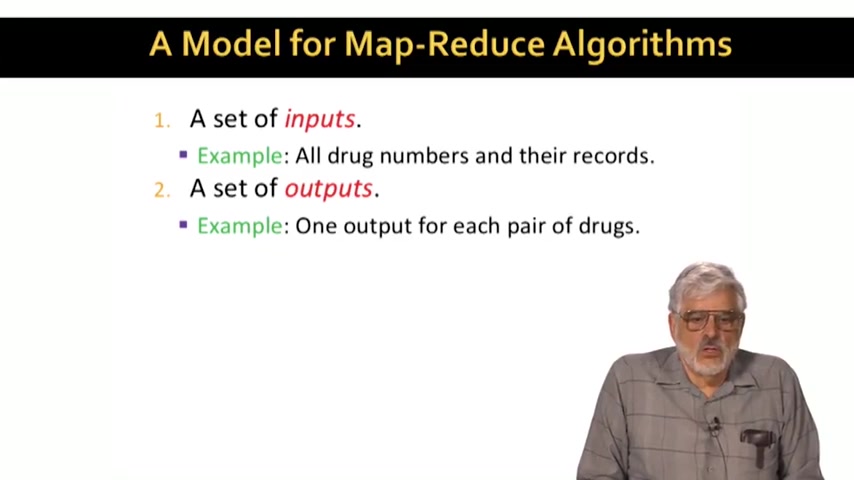 A Model for Map-Reduce Algorithms
1. A set of inputs.
▪ Example: All drug numbers and their records.
2. A set of outputs.
▪ Example: One output for each pair of drugs.